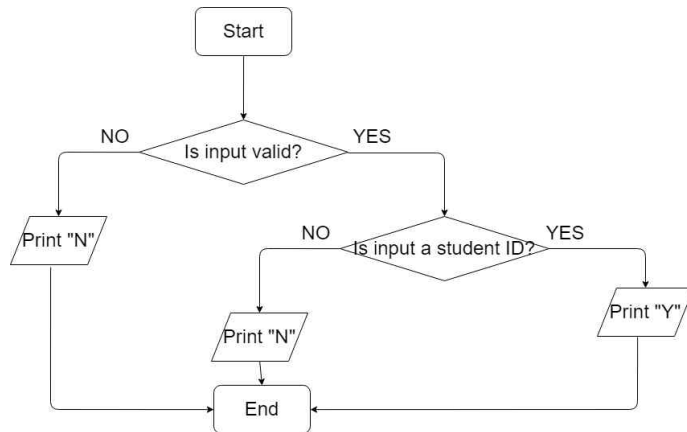 Start
NO
YES
Is input valid?
Print "N"
NO
YES
Is input a student ID?
Print "N"
Print "Y"
End